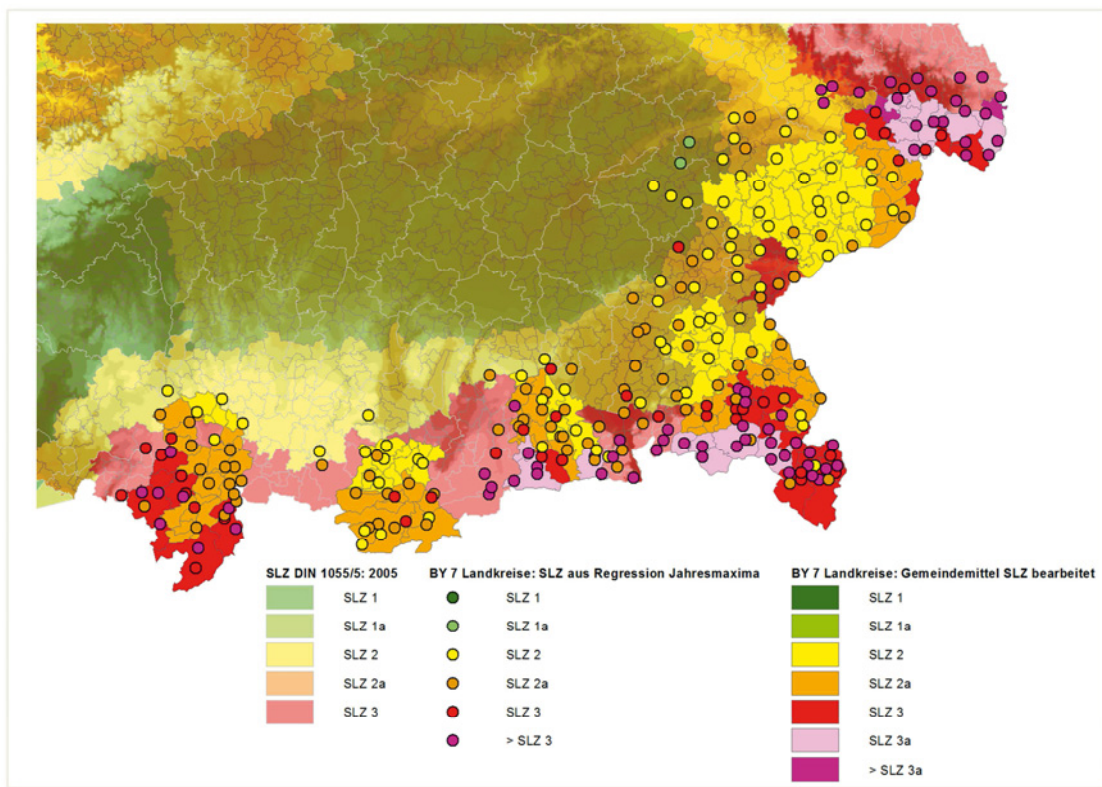 SLZ DIN 1055/5: 2005
SLZ 1
SLZ 1a
SLZ 2
SLZ 2a
SLZ 3
BY 7 Landkreise: SLZ aus Regression Jahresmaxima
SLZ 1
SLZ 1a
SLZ 2
SLZ 2a
SLZ 3
> SLZ 3
BY 7 Landkreise: Gemeindemittel SLZ bearbeitet
SLZ 1
SLZ 1a
SLZ 2
SLZ 2a
SLZ 3
SLZ 3a
> SLZ 3a